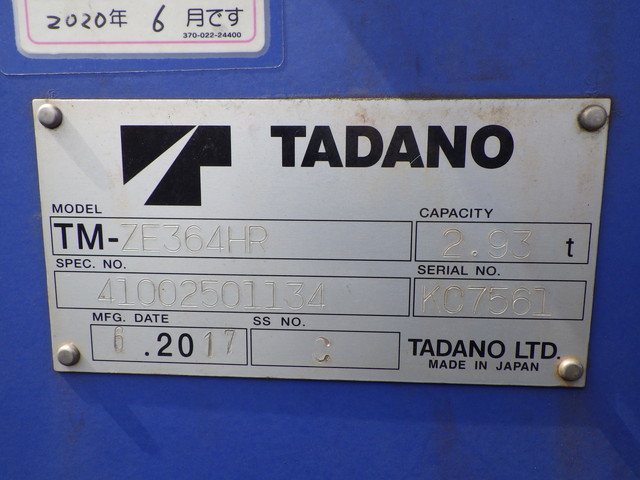 2020年 6月です
370-022-24400
TADANO
MODEL
TM-ZE364HR
CAPACITY
2.93 t
SPEC. NO.
41002501134
SERIAL NO.
KC7561
MFG. DATE
6.2017
SS NO.
C
TADANO LTD.
MADE IN JAPAN